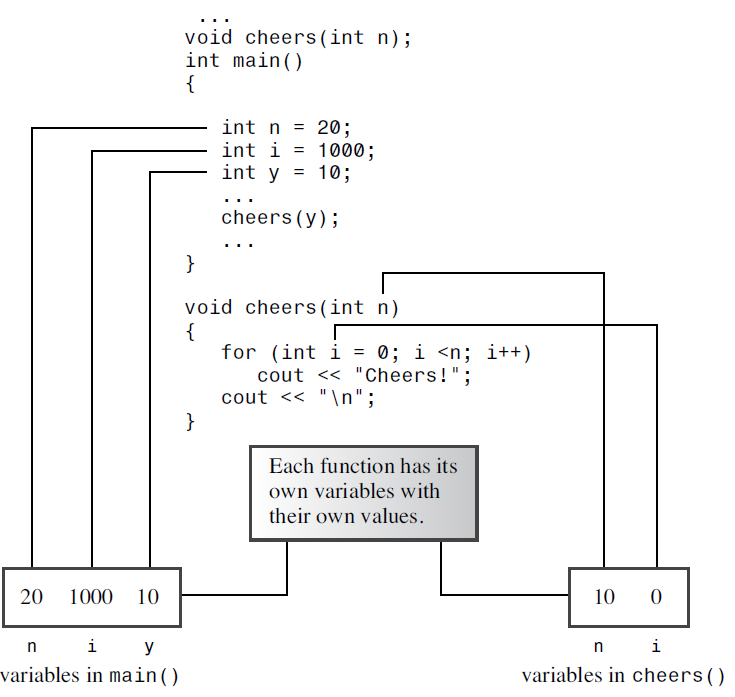 ...
void cheers(int n);
int main()
{
int n = 20;
int i = 1000;
int y = 10;
...
cheers(y);
...
}
void cheers(int n)
{
for (int i = 0; i <n; i++)
cout << "Cheers!";
cout << "\n";
}
Each function has its
own variables with
their own values.
20 1000 10
n i y
variables in main()
10 0
n i
variables in cheers()